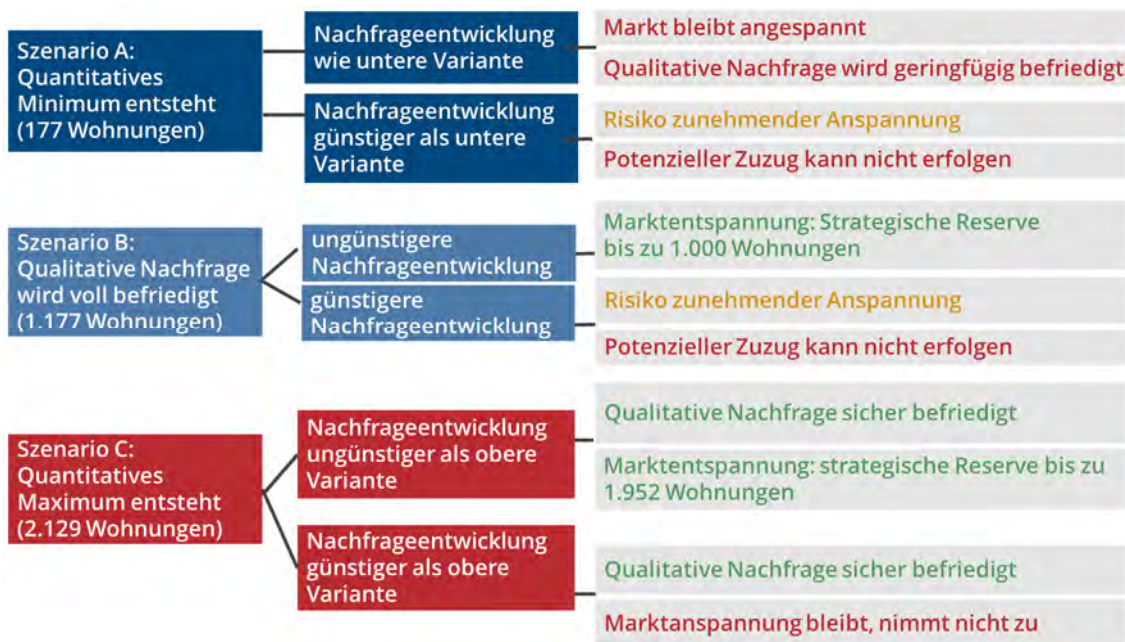 Szenario A:
Quantitatives
Minimum entsteht
(177 Wohnungen)
Nachfrageentwicklung
wie untere Variante
Markt bleibt angespannt
Qualitative Nachfrage wird geringfügig befriedigt
Nachfrageentwicklung
günstiger als untere
Variante
Risiko zunehmender Anspannung
Potenzieller Zuzug kann nicht erfolgen
Szenario B:
Qualitative Nachfrage
wird voll befriedigt
(1.177 Wohnungen)
ungünstigere
Nachfrageentwicklung
Marktentspannung: Strategische Reserve
bis zu 1.000 Wohnungen
günstigere
Nachfrageentwicklung
Risiko zunehmender Anspannung
Potenzieller Zuzug kann nicht erfolgen
Szenario C:
Quantitatives
Maximum entsteht
(2.129 Wohnungen)
Nachfrageentwicklung
ungünstiger als obere
Variante
Qualitative Nachfrage sicher befriedigt
Marktentspannung: strategische Reserve bis zu
1.952 Wohnungen
Nachfrageentwicklung
günstiger als obere
Variante
Qualitative Nachfrage sicher befriedigt
Marktanspannung bleibt, nimmt nicht zu